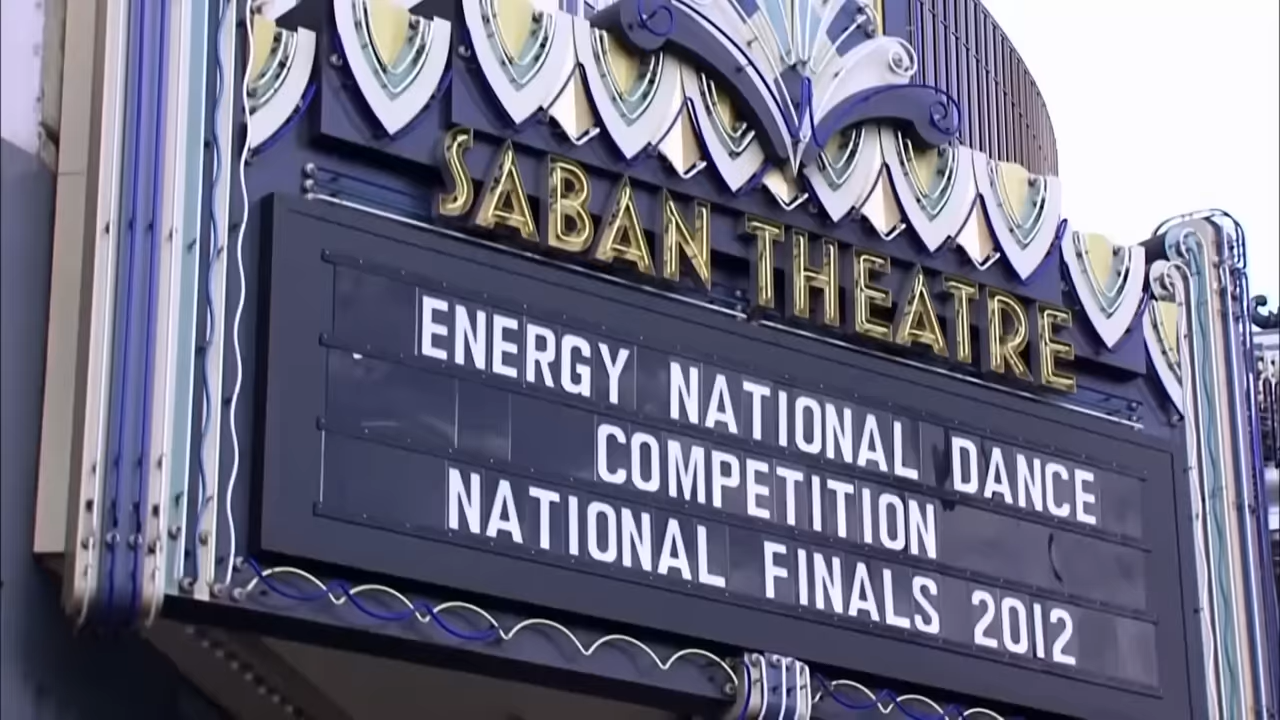 SABAN THEATRE
ENERGY NATIONAL DANCE
COMPETITION
NATIONAL FINALS 2012